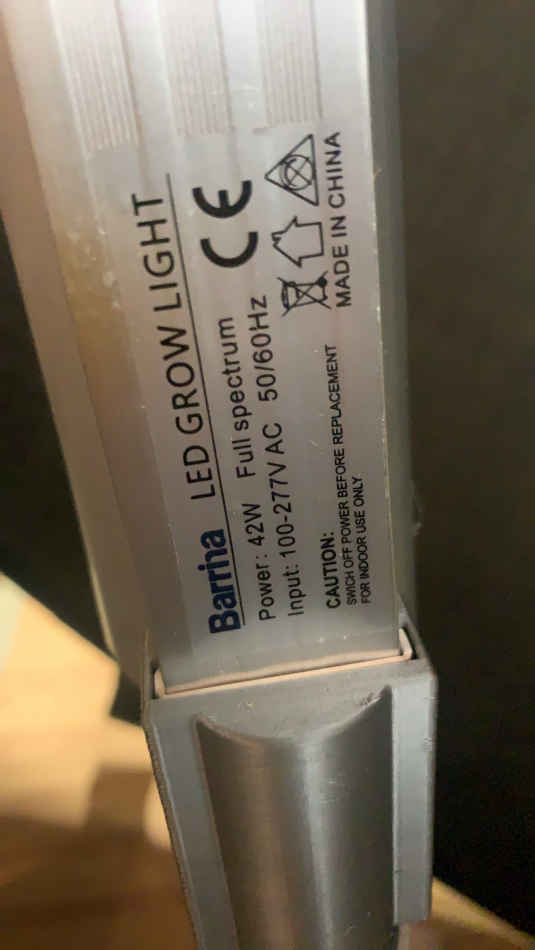 Barrina LED GROW LIGHT
Power: 42W Full spectrum
Input: 100-277V AC 50/60Hz
CE
CAUTION:
SWICH OFF POWER BEFORE REPLACEMENT
FOR INDOOR USE ONLY
MADE IN CHINA